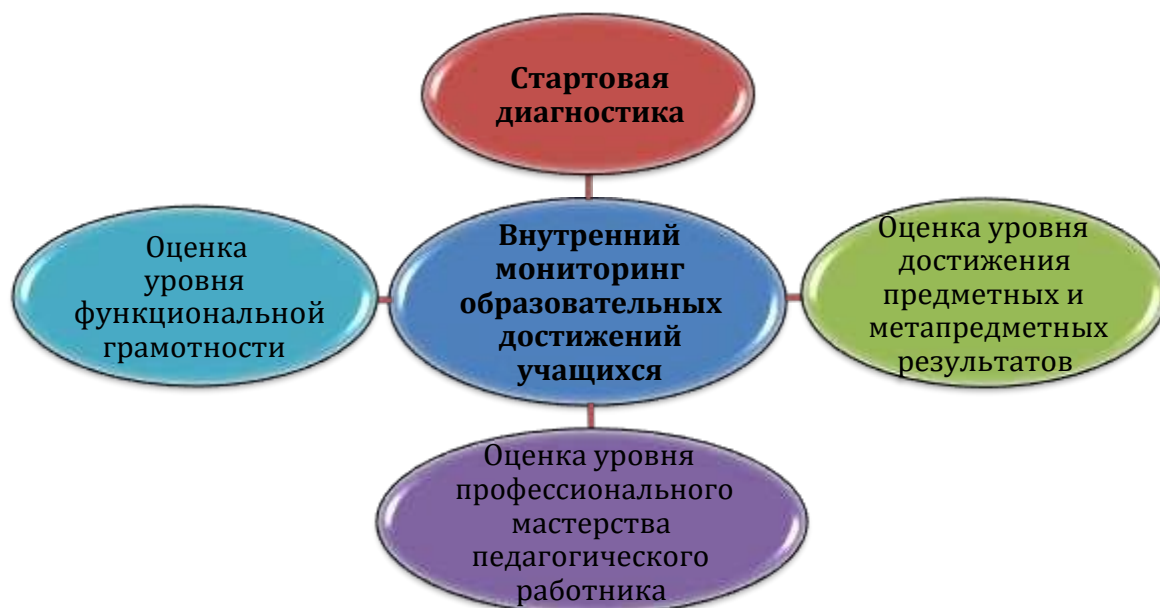 Стартовая
диагностика
Оценка
уровня
функциональной
грамотности
Внутренний
мониторинг
образовательных
достижений
учащихся
Оценка уровня
достижения
предметных и
метапредметных
результатов
Оценка уровня
профессионального
мастерства
педагогического
работника